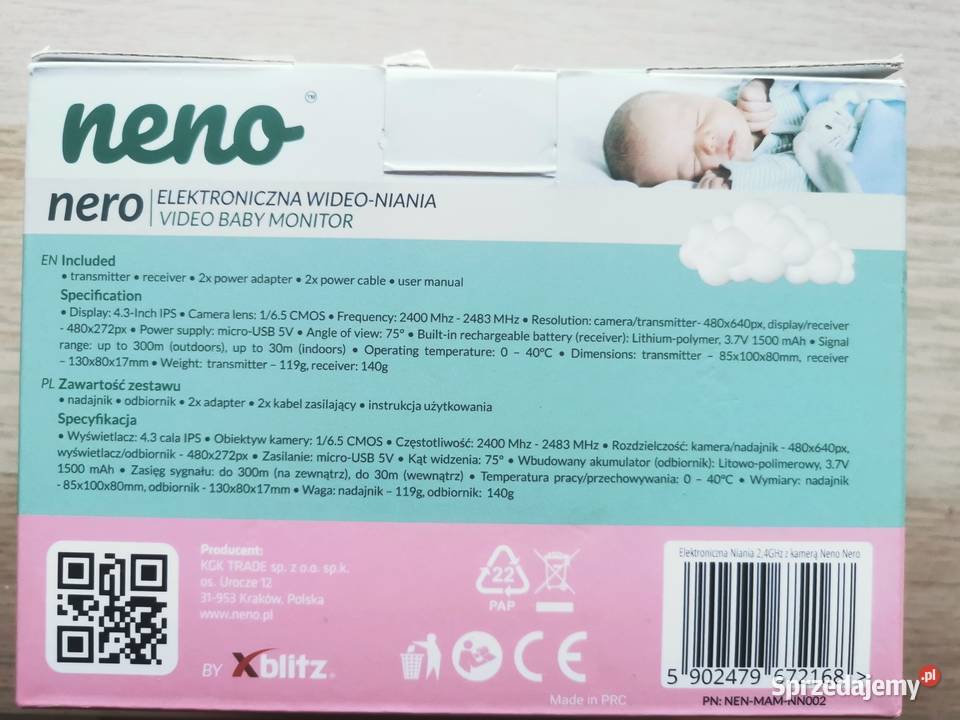 neno TM
nero | ELEKTRONICZNA WIDEO-NIANIA
VIDEO BABY MONITOR
EN Included
• transmitter • receiver • 2x power adapter • 2x power cable • user manual
Specification
• Display: 4.3-Inch IPS • Camera lens: 1/6.5 CMOS • Frequency: 2400 Mhz - 2483 MHz • Resolution: camera/transmitter- 480x640px, display/receiver
- 480x272px • Power supply: micro-USB 5V • Angle of view: 75° • Built-in rechargeable battery (receiver): Lithium-polymer, 3.7V 1500 mAh • Signal
range: up to 300m (outdoors), up to 30m (indoors) • Operating temperature: 0 – 40°C • Dimensions: transmitter – 85x100x80mm, receiver
– 130x80x17mm • Weight: transmitter – 119g, receiver: 140g
PL Zawartość zestawu
• nadajnik • odbiornik • 2x adapter • 2x kabel zasilający • instrukcja użytkowania
Specyfikacja
• Wyświetlacz: 4.3 cala IPS • Obiektyw kamery: 1/6.5 CMOS • Częstotliwość: 2400 Mhz - 2483 MHz • Rozdzielczość: kamera/nadajnik - 480x640px,
wyświetlacz/odbiornik - 480x272px • Zasilanie: micro-USB 5V • Kąt widzenia: 75° • Wbudowany akumulator (odbiornik): Litowo-polimerowy, 3.7V
1500 mAh • Zasięg sygnału: do 300m (na zewnątrz), do 30m (wewnątrz) • Temperatura pracy/przechowywania: 0 – 40°C • Wymiary: nadajnik
- 85x100x80mm, odbiornik - 130x80x17mm • Waga: nadajnik – 119g, odbiornik: 140g
Producent:
KGK TRADE sp. z o.o. sp.k.
os. Urocze 12
31-953 Kraków, Polska
www.neno.pl
BY Xblitz®
22
PAP
CE
Made in PRC
Elektroniczna Niania 2,4GHz z kamerą Neno Nero
5 902479 672168 >
PN: NEN-MAM-NN002
Sprzedajemy.pl